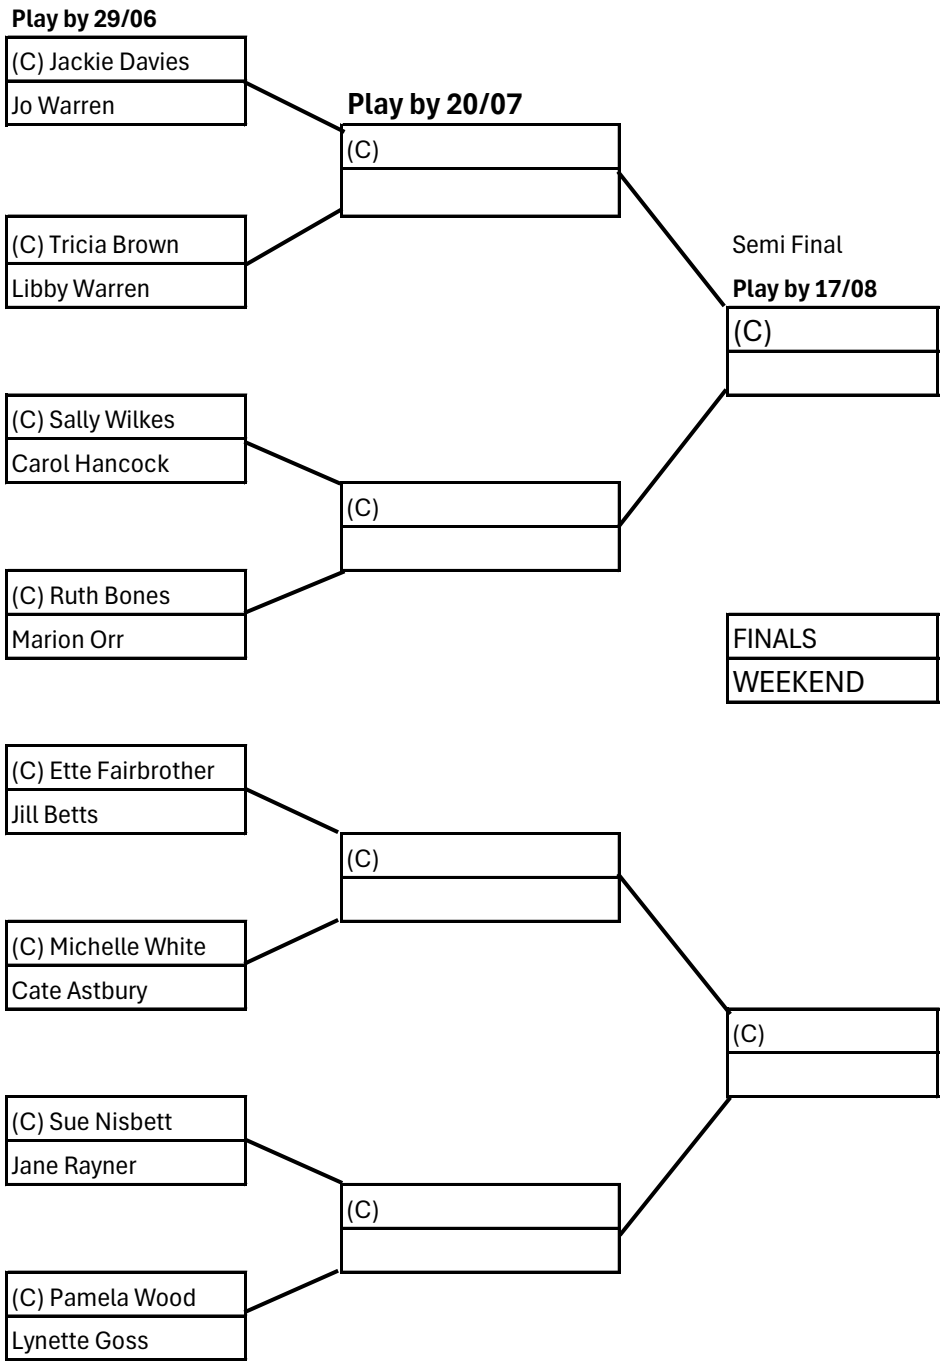 Play by 29/06
(C) Jackie Davies
Jo Warren
(C) Tricia Brown
Libby Warren
(C) Sally Wilkes
Carol Hancock
(C) Ruth Bones
Marion Orr
(C) Ette Fairbrother
Jill Betts
(C) Michelle White
Cate Astbury
(C) Sue Nisbett
Jane Rayner
(C) Pamela Wood
Lynette Goss
Play by 20/07
(C)
(C)
(C)
(C)
Semi Final
Play by 17/08
(C)
FINALS
WEEKEND
(C)